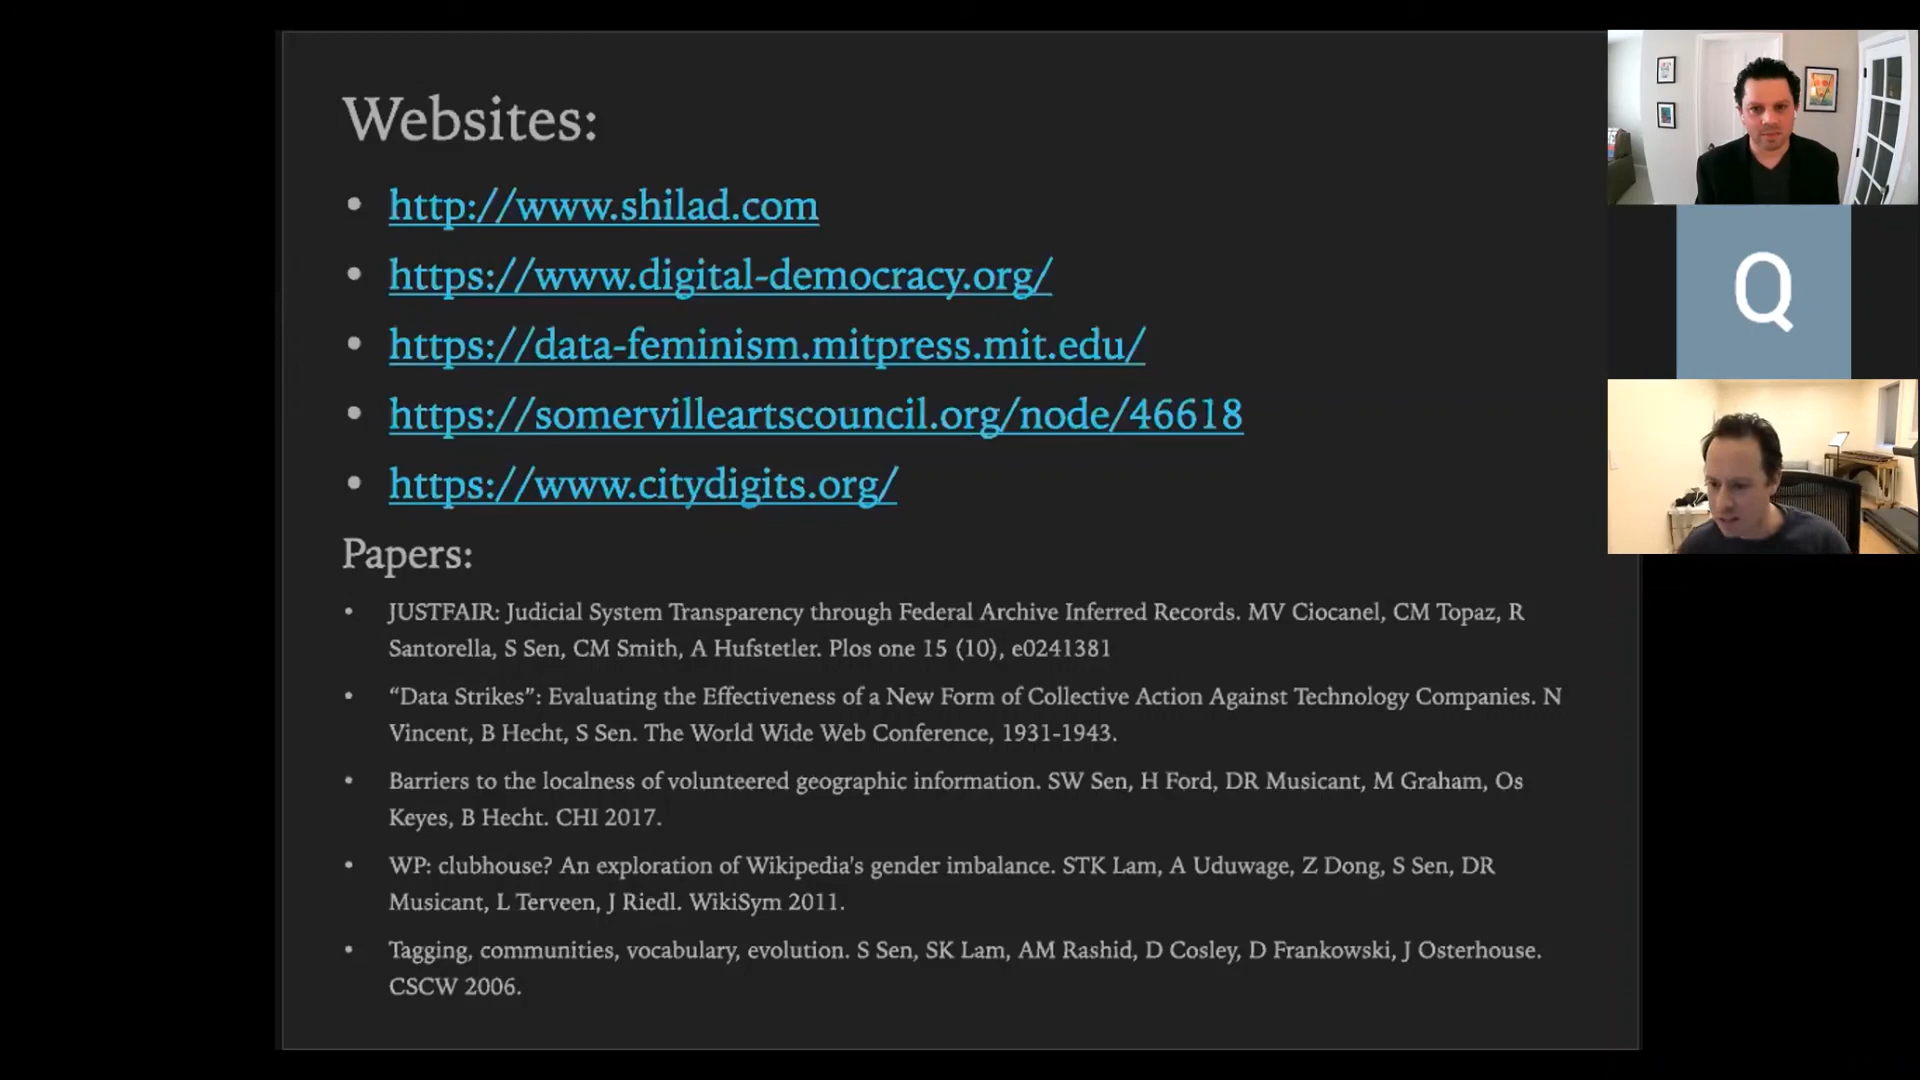 Websites:
• http://www.shilad.com
• https://www.digital-democracy.org/
• https://data-feminism.mitpress.mit.edu/
• https://somervilleartscouncil.org/node/46618
• https://www.citydigits.org/
Papers:
• JUSTFAIR: Judicial System Transparency through Federal Archive Inferred Records. MV Ciocanel, CM Topaz, R
Santorella, S Sen, CM Smith, A Hufstetler. Plos one 15 (10), e0241381
• “Data Strikes”: Evaluating the Effectiveness of a New Form of Collective Action Against Technology Companies. N
Vincent, B Hecht, S Sen. The World Wide Web Conference, 1931-1943.
• Barriers to the localness of volunteered geographic information. SW Sen, H Ford, DR Musicant, M Graham, Os
Keyes, B Hecht. CHI 2017.
• WP: clubhouse? An exploration of Wikipedia's gender imbalance. STK Lam, A Uduwage, Z Dong, S Sen, DR
Musicant, L Terveen, J Riedl. WikiSym 2011.
• Tagging, communities, vocabulary, evolution. S Sen, SK Lam, AM Rashid, D Cosley, D Frankowski, J Osterhouse.
CSCW 2006.
Q